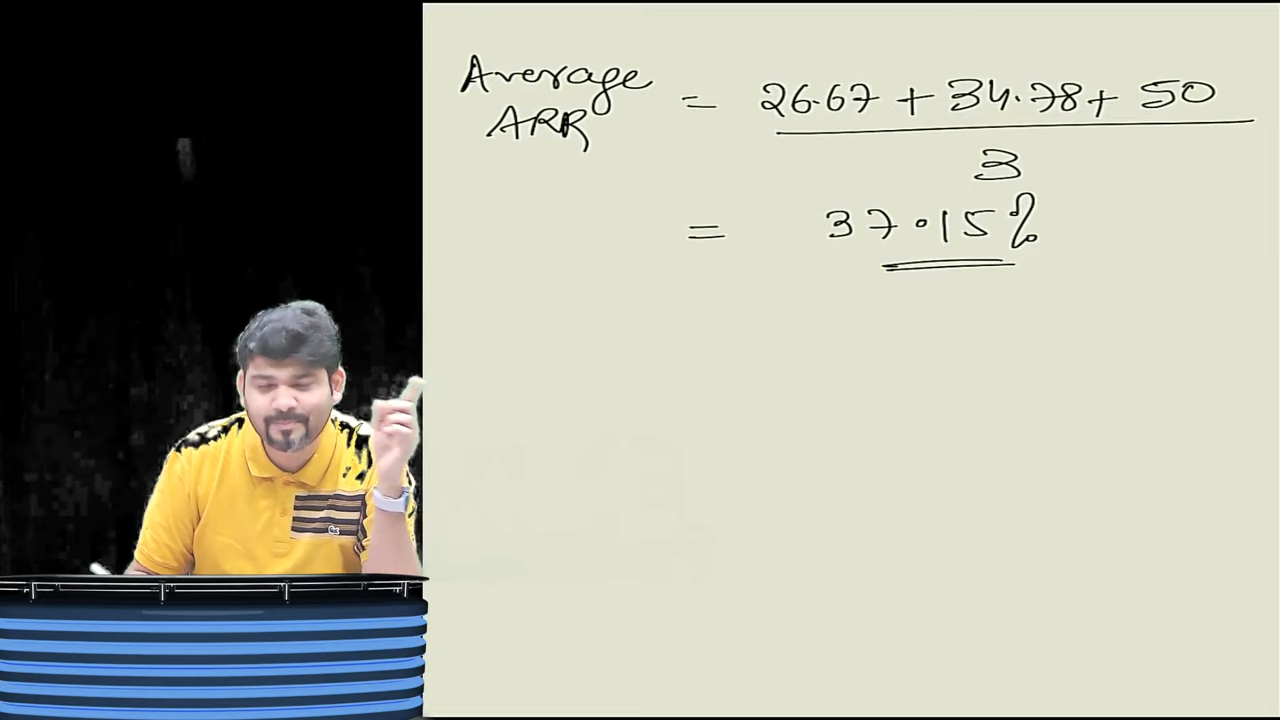 Average
ARR
= 26.67 + 34.78 + 50
3
= 37.15%